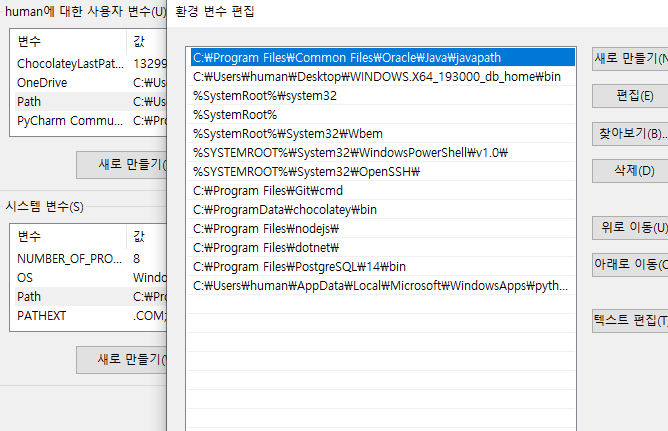 human에 대한 사용자 변수(U)
변수 값
ChocolateyLastPat... 13299
OneDrive C:₩Us
Path C:₩Us
PyCharm Commu... C:₩Pr
새로 만들기(
시스템 변수(S)
변수 값
NUMBER_OF_PRO... 8
OS Windo
Path C:₩Pro
PATHEXT .COM;
새로 만들기(
환경 변수 편집
C:₩Program Files₩Common Files₩Oracle₩Java₩javapath
C:₩Users₩human₩Desktop₩WINDOWS.X64_193000_db_home₩bin
%SystemRoot%₩system32
%SystemRoot%
%SystemRoot%₩System32₩Wbem
%SYSTEMROOT%₩System32₩WindowsPowerShell₩v1.0₩
%SYSTEMROOT%₩System32₩OpenSSH₩
C:₩Program Files₩Git₩cmd
C:₩ProgramData₩chocolatey₩bin
C:₩Program Files₩nodejs₩
C:₩Program Files₩dotnet₩
C:₩Program Files₩PostgreSQL₩14₩bin
C:₩Users₩human₩AppData₩Local₩Microsoft₩WindowsApps₩pyth...
새로 만들기(N
편집(E)
찾아보기(B)..
삭제(D)
위로 이동(U)
아래로 이동(O
텍스트 편집(T)